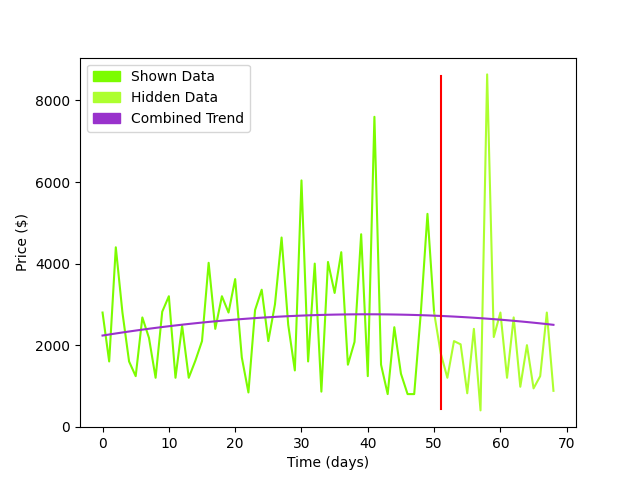 Shown Data
Hidden Data
Combined Trend
8000
6000
4000
2000
0
Price ($)
0 10 20 30 40 50 60 70
Time (days)